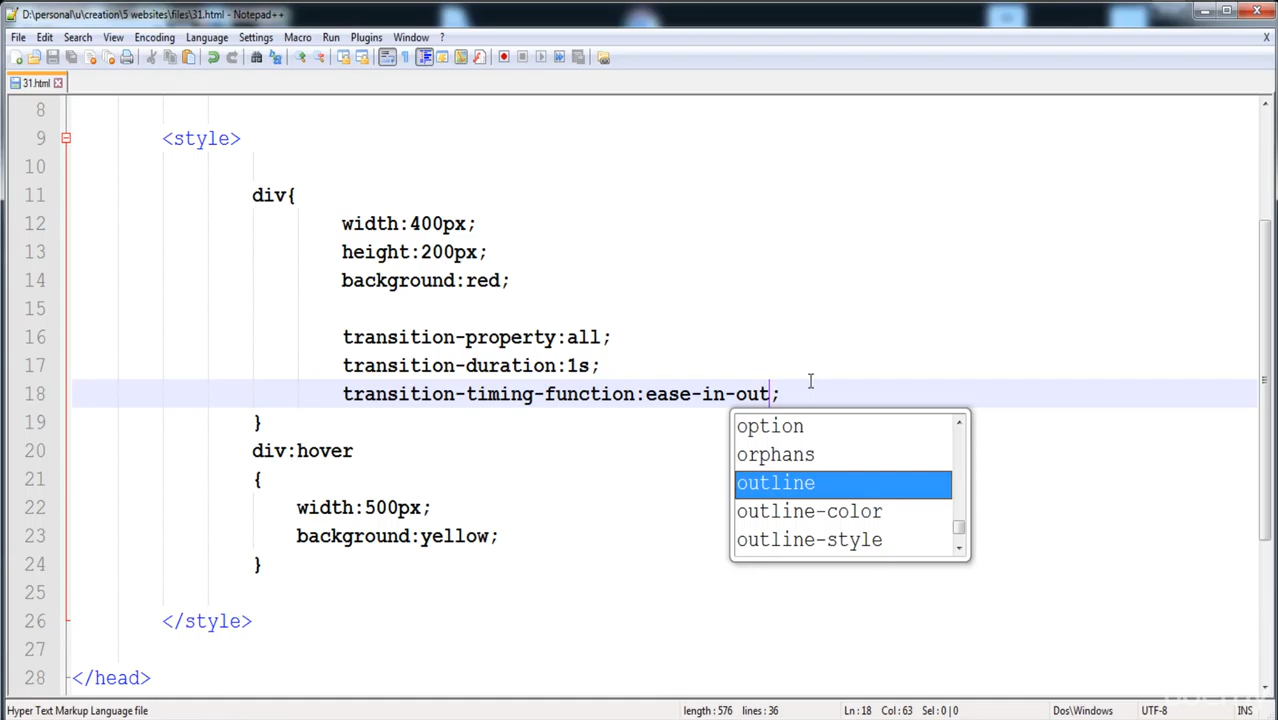 D:\personal\u\creation\5 websites\files\31.html - Notepad++
File Edit Search View Encoding Language Settings Macro Run Plugins Window ? X
31.html
8
9 <style>
10
11 div{
12 width:400px;
13 height:200px;
14 background:red;
15
16 transition-property:all;
17 transition-duration:1s;
18 transition-timing-function:ease-in-out;
19 }
20 div:hover
21 {
22 width:500px;
23 background:yellow;
24 }
25
26 </style>
27
28 </head>
option
orphans
outline
outline-color
outline-style
Hyper Text Markup Language file length : 576 lines : 36 Ln : 18 Col : 63 Sel : 0 | 0 Dos\Windows UTF-8 INS